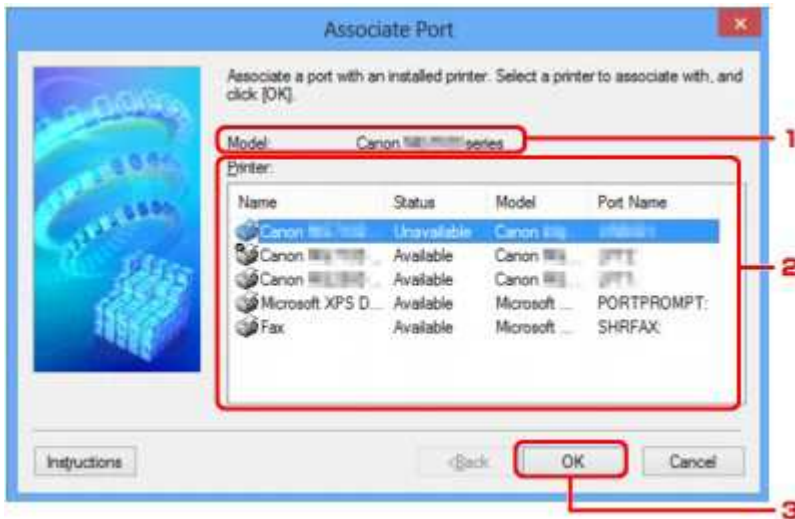 Associate Port
Associate a port with an installed printer. Select a printer to associate with, and
click [OK].
Model: Canon series
1
Printer:
Name Status Model Port Name
Canon Unavailable Canon
Canon Available Canon ...
2
Canon Available Canon ...
Microsoft XPS D... Available Microsoft ... PORTPROMPT:
Fax Available Microsoft ... SHRFAX:
Instructions <Back OK Cancel
3